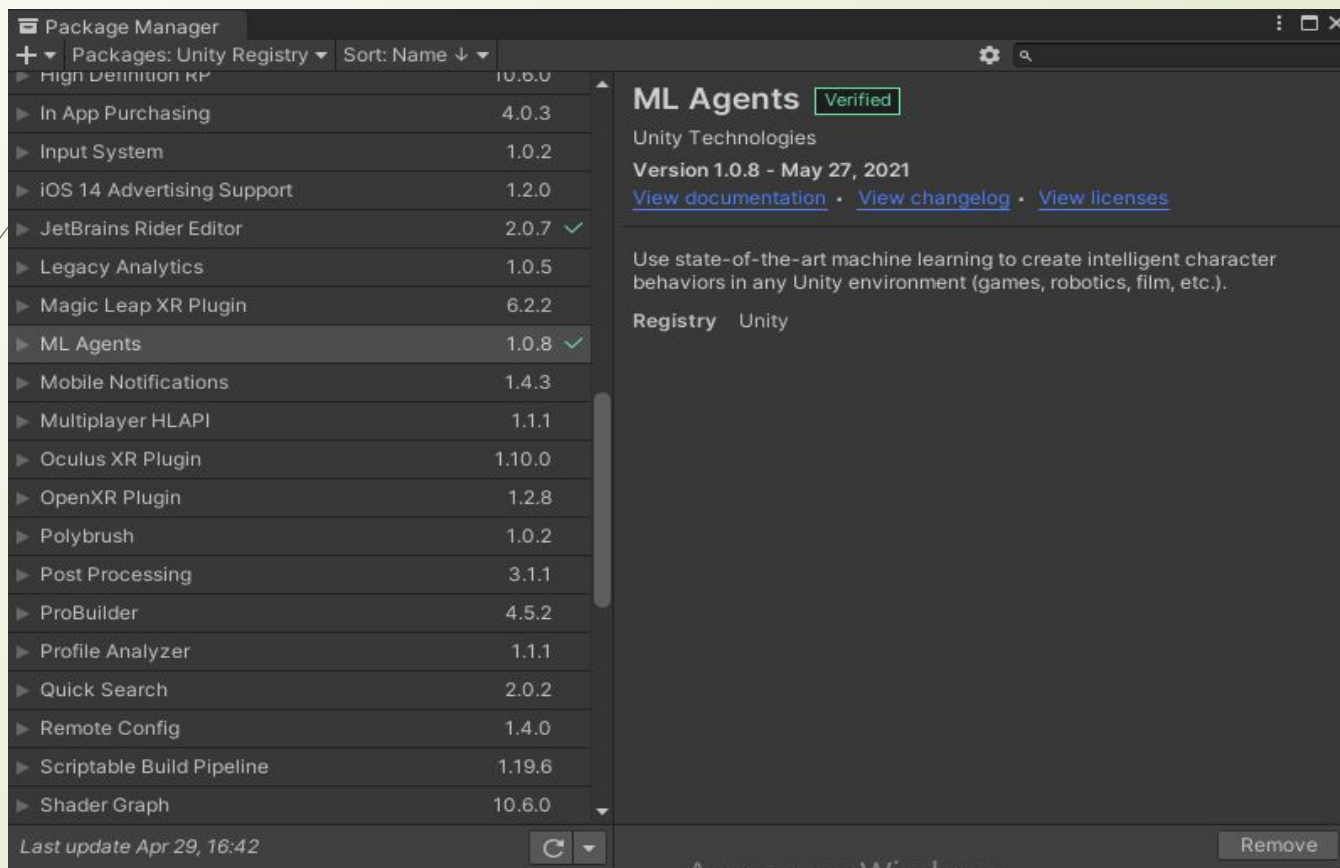 Package Manager
Packages: Unity Registry
Sort: Name ↓
High Definition RP 10.6.0
In App Purchasing 4.0.3
Input System 1.0.2
iOS 14 Advertising Support 1.2.0
JetBrains Rider Editor 2.0.7
Legacy Analytics 1.0.5
Magic Leap XR Plugin 6.2.2
ML Agents 1.0.8
Mobile Notifications 1.4.3
Multiplayer HLAPI 1.1.1
Oculus XR Plugin 1.10.0
OpenXR Plugin 1.2.8
Polybrush 1.0.2
Post Processing 3.1.1
ProBuilder 4.5.2
Profile Analyzer 1.1.1
Quick Search 2.0.2
Remote Config 1.4.0
Scriptable Build Pipeline 1.19.6
Shader Graph 10.6.0
Last update Apr 29, 16:42
ML Agents Verified
Unity Technologies
Version 1.0.8 - May 27, 2021
View documentation • View changelog • View licenses
Use state-of-the-art machine learning to create intelligent character
behaviors in any Unity environment (games, robotics, film, etc.).
Registry Unity
Remove